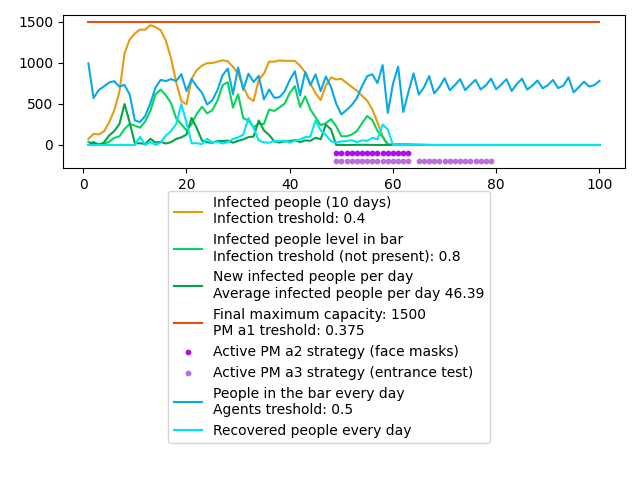 1500
1000
500
0
0
20
40
60
80
100
Infected people (10 days)
Infection treshold: 0.4
Infected people level in bar
Infection treshold (not present): 0.8
New infected people per day
Average infected people per day 46.39
Final maximum capacity: 1500
PM a1 treshold: 0.375
Active PM a2 strategy (face masks)
Active PM a3 strategy (entrance test)
People in the bar every day
Agents treshold: 0.5
Recovered people every day